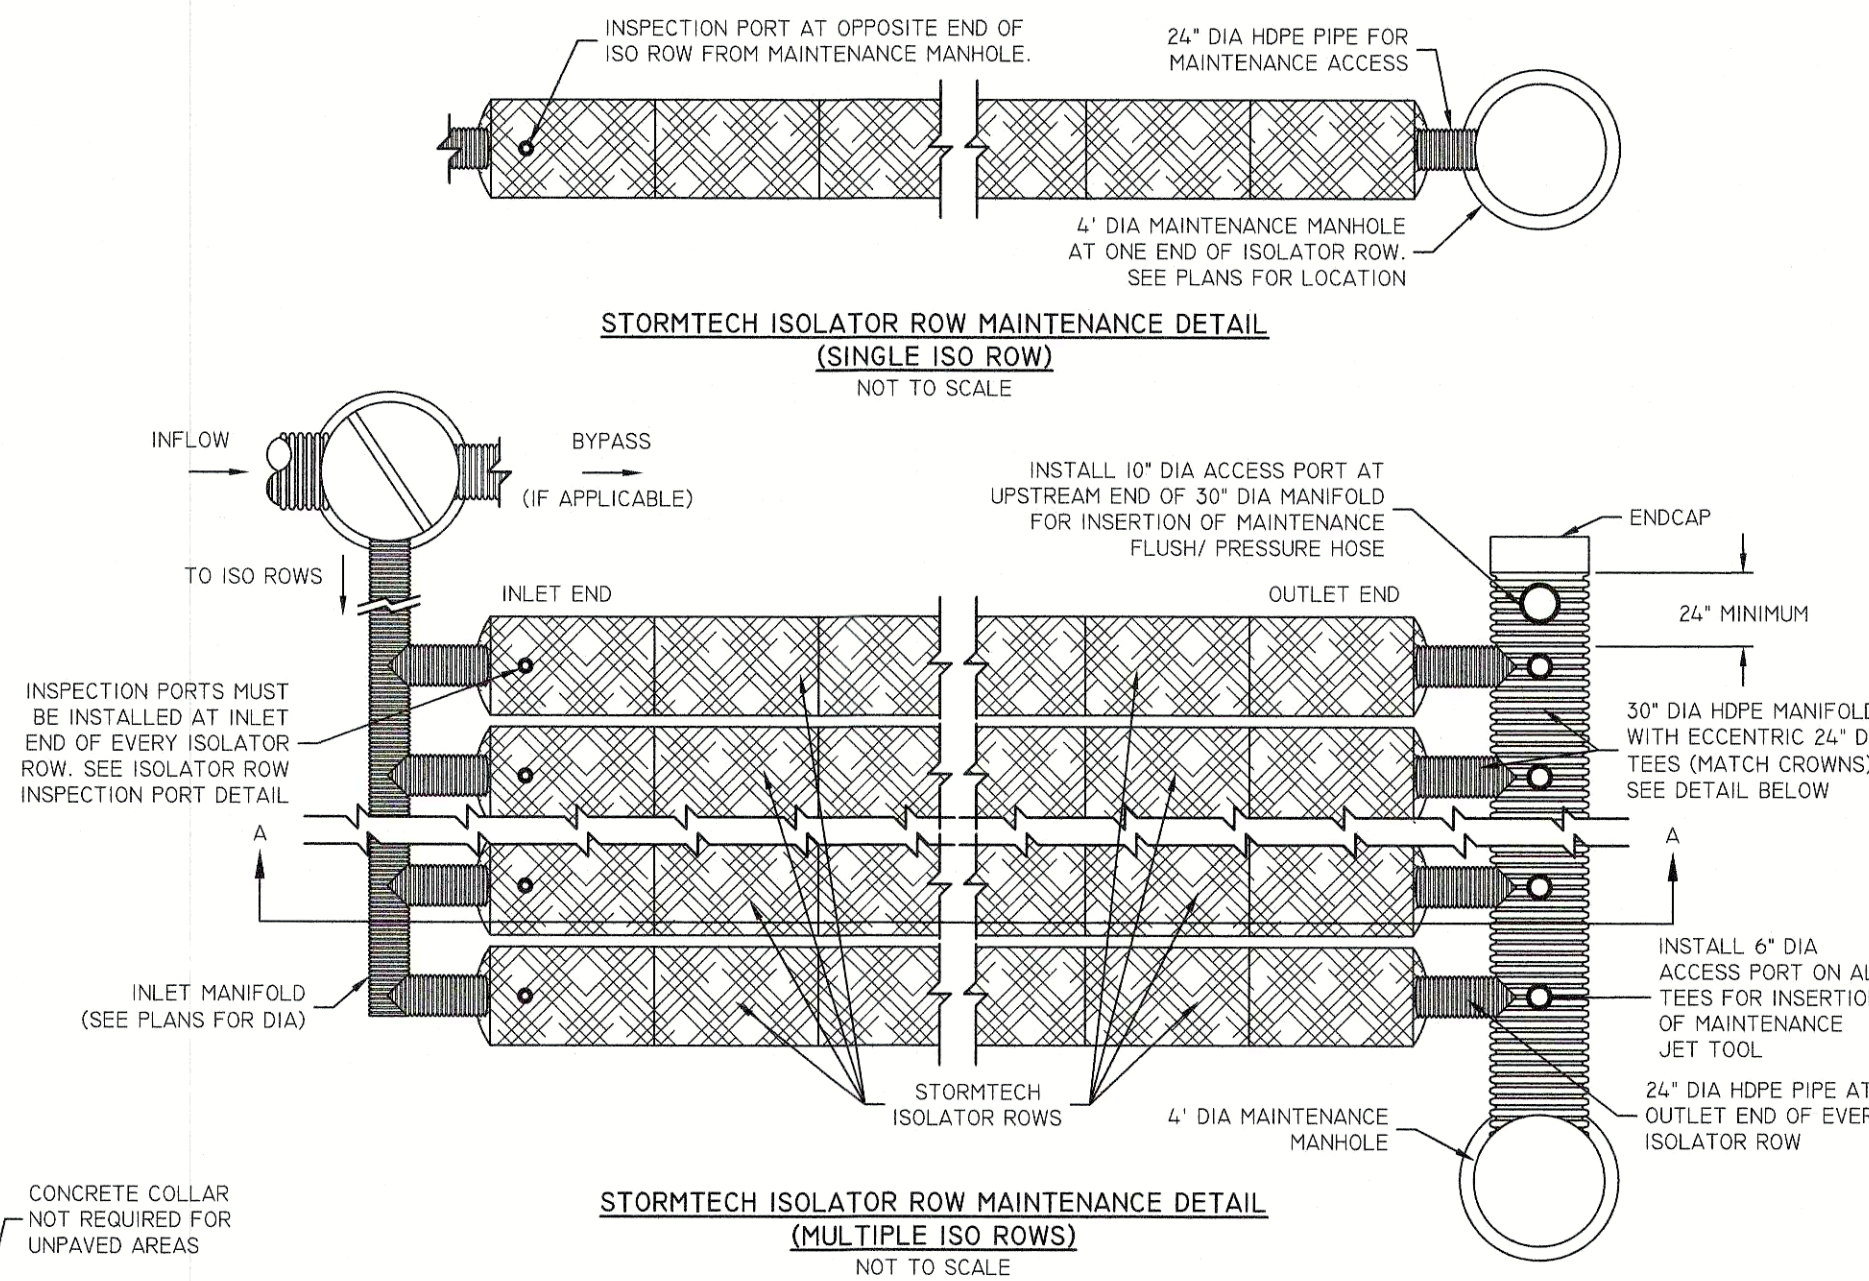 INSPECTION PORT AT OPPOSITE END OF
ISO ROW FROM MAINTENANCE MANHOLE.
24" DIA HDPE PIPE FOR
MAINTENANCE ACCESS
4' DIA MAINTENANCE MANHOLE
AT ONE END OF ISOLATOR ROW.
SEE PLANS FOR LOCATION
STORMTECH ISOLATOR ROW MAINTENANCE DETAIL
(SINGLE ISO ROW)
NOT TO SCALE
INFLOW
BYPASS
(IF APPLICABLE)
TO ISO ROWS
INLET END
OUTLET END
INSTALL 10" DIA ACCESS PORT AT
UPSTREAM END OF 30" DIA MANIFOLD
FOR INSERTION OF MAINTENANCE
FLUSH/ PRESSURE HOSE
ENDCAP
24" MINIMUM
INSPECTION PORTS MUST
BE INSTALLED AT INLET
END OF EVERY ISOLATOR
ROW. SEE ISOLATOR ROW
INSPECTION PORT DETAIL
30" DIA HDPE MANIFOLD
WITH ECCENTRIC 24" D
TEES (MATCH CROWNS)
SEE DETAIL BELOW
A
A
INLET MANIFOLD
(SEE PLANS FOR DIA)
INSTALL 6" DIA
ACCESS PORT ON AL
TEES FOR INSERTIO
OF MAINTENANCE
JET TOOL
STORMTECH
ISOLATOR ROWS
4' DIA MAINTENANCE
MANHOLE
24" DIA HDPE PIPE AT
OUTLET END OF EVER
ISOLATOR ROW
CONCRETE COLLAR
NOT REQUIRED FOR
UNPAVED AREAS
STORMTECH ISOLATOR ROW MAINTENANCE DETAIL
(MULTIPLE ISO ROWS)
NOT TO SCALE